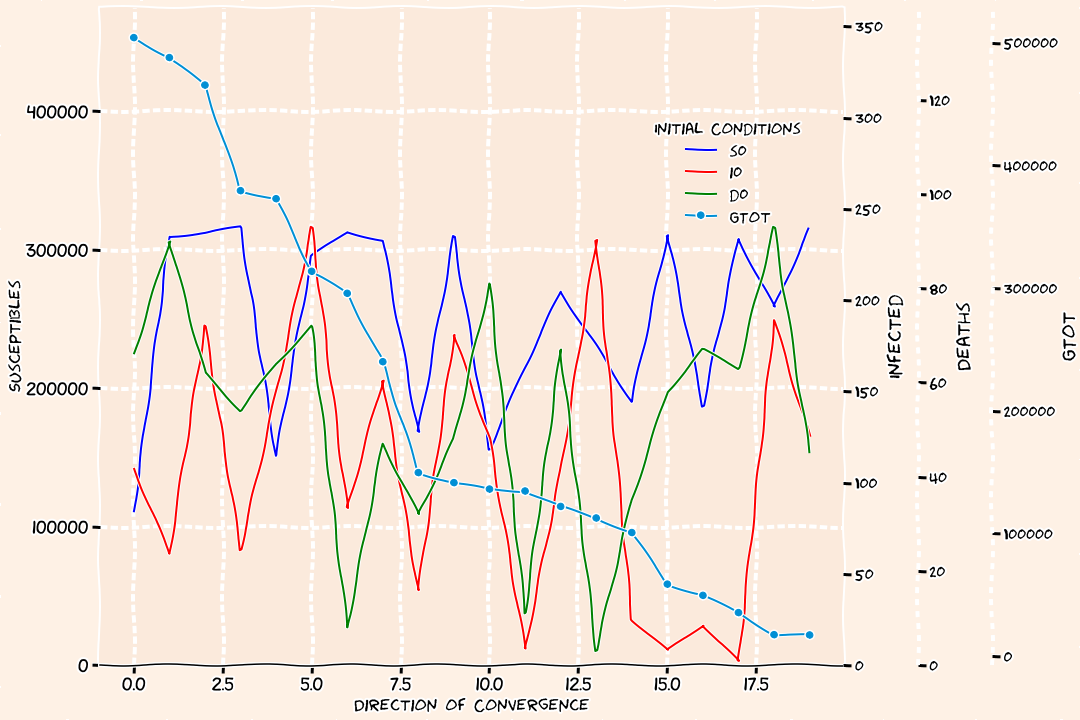 INITIAL CONDITIONS
S0
I0
D0
GTOT
SUSCEPTIBLES
0
100000
200000
300000
400000
0.0 2.5 5.0 7.5 10.0 12.5 15.0 17.5
DIRECTION OF CONVERGENCE
INFECTED
0
50
100
150
200
250
300
350
DEATHS
0
20
40
60
80
100
120
GTOT
0
100000
200000
300000
400000
500000